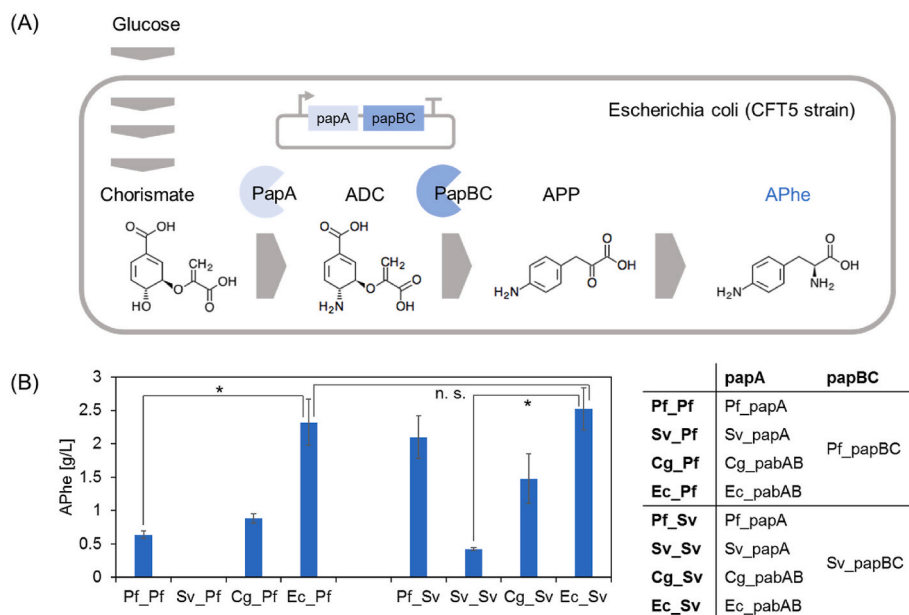 (A)
Glucose
papA papBC
Escherichia coli (CFT5 strain)
Chorismate PapA ADC PapBC APP APhe
CO OH
CH₂ O OH O HO
O OH
CH₂ O OH O H₂N
O OH O H₂N
O OH NH₂ H₂N
(B)
APhe [g/L]
3
2.5
2
1.5
1
0.5
0
* n. s. *
Pf_Pf Sv_Pf Cg_Pf Ec_Pf Pf_Sv Sv_Sv Cg_Sv Ec_Sv
papA papBC
Pf_Pf Pf_papA
Sv_Pf Sv_papA
Pf_papBC
Cg_Pf Cg_pabAB
Ec_Pf Ec_pabAB
Pf_Sv Pf_papA
Sv_Sv Sv_papA
Sv_papBC
Cg_Sv Cg_pabAB
Ec_Sv Ec_pabAB